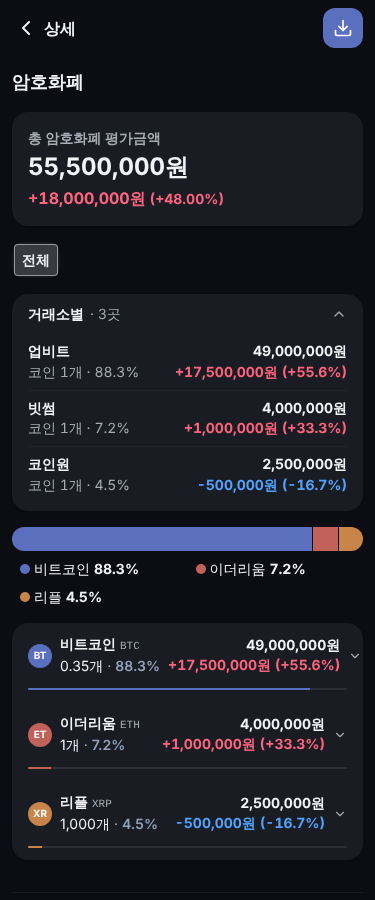 상세
암호화폐
총 암호화폐 평가금액
55,500,000원
+18,000,000원 (+48.00%)
전체
거래소별 · 3곳
업비트 49,000,000원
코인 1개 · 88.3% +17,500,000원 (+55.6%)
빗썸 4,000,000원
코인 1개 · 7.2% +1,000,000원 (+33.3%)
코인원 2,500,000원
코인 1개 · 4.5% -500,000원 (-16.7%)
비트코인 88.3% 이더리움 7.2%
리플 4.5%
BT 비트코인 BTC 49,000,000원
0.35개 · 88.3% +17,500,000원 (+55.6%)
ET 이더리움 ETH 4,000,000원
1개 · 7.2% +1,000,000원 (+33.3%)
XR 리플 XRP 2,500,000원
1,000개 · 4.5% -500,000원 (-16.7%)